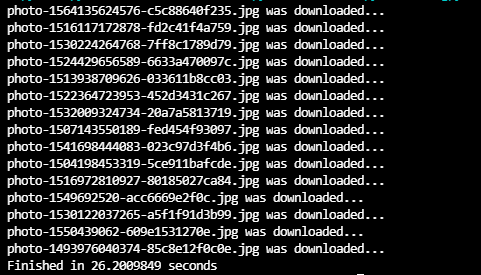 photo-1564135624576-c5c88640f235.jpg was downloaded...
photo-1516117172878-fd2c41f4a759.jpg was downloaded...
photo-1530224264768-7ff8c1789d79.jpg was downloaded...
photo-1524429656589-6633a470097c.jpg was downloaded...
photo-1513938709626-033611b8cc03.jpg was downloaded...
photo-1522364723953-452d3431c267.jpg was downloaded...
photo-1532009324734-20a7a5813719.jpg was downloaded...
photo-1507143550189-fed454f93097.jpg was downloaded...
photo-1541698444083-023c97d3f4b6.jpg was downloaded...
photo-1504198453319-5ce911bafcde.jpg was downloaded...
photo-1516972810927-80185027ca84.jpg was downloaded...
photo-1549692520-acc6669e2f0c.jpg was downloaded...
photo-1530122037265-a5f1f91d3b99.jpg was downloaded...
photo-1550439062-609e1531270e.jpg was downloaded...
photo-1493976040374-85c8e12f0c0e.jpg was downloaded...
Finished in 26.2009849 seconds